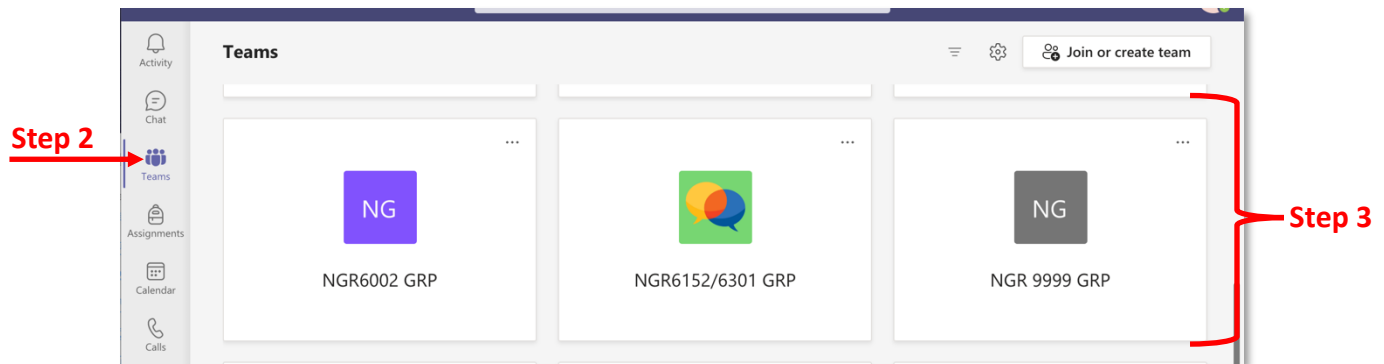 Activity
Teams
Join or create team
Chat
Step 2
Teams
Assignments
Calendar
Calls
NG
NG
NGR6002 GRP
NGR6152/6301 GRP
NGR 9999 GRP
Step 3